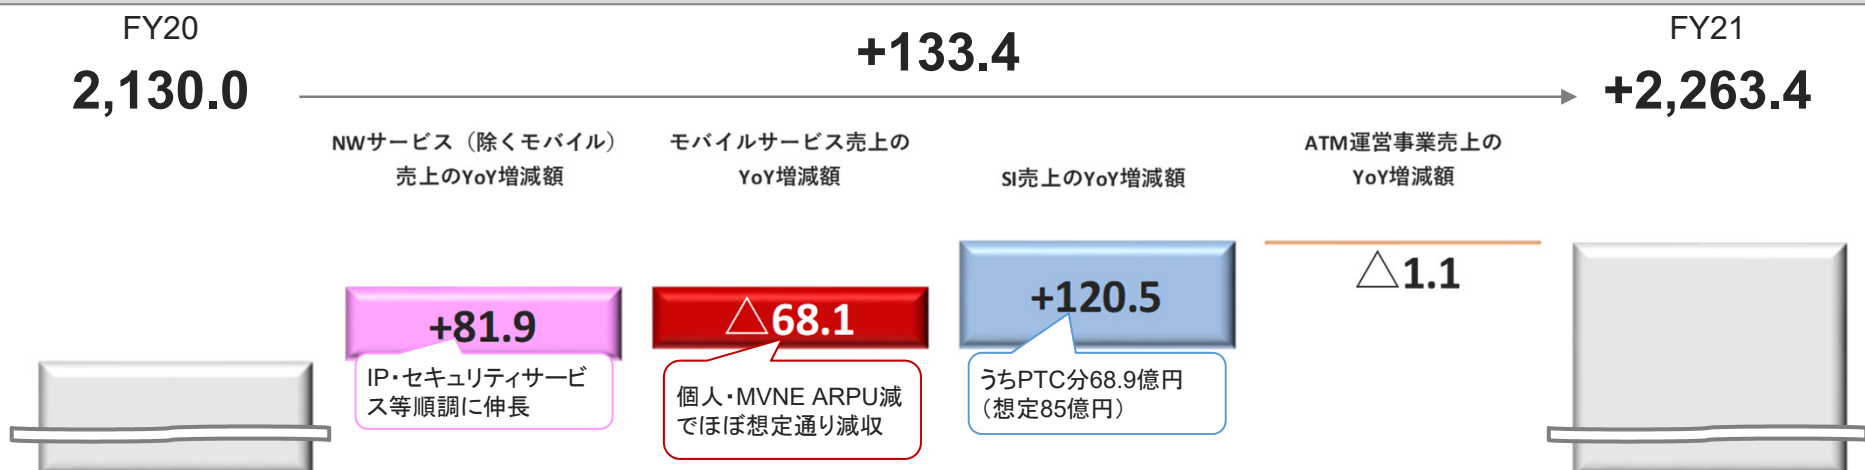 FY20
2,130.0
+133.4
FY21
+2,263.4
NWサービス（除くモバイル）
売上のYoY増減額
モバイルサービス売上の
YoY増減額
SI売上のYoY増減額
ATM運営事業売上の
YoY増減額
+81.9
IP・セキュリティサービ
ス等順調に伸長
△68.1
個人・MVNE ARPU減
でほぼ想定通り減収
+120.5
うちPTC分68.9億円
（想定85億円）
△1.1